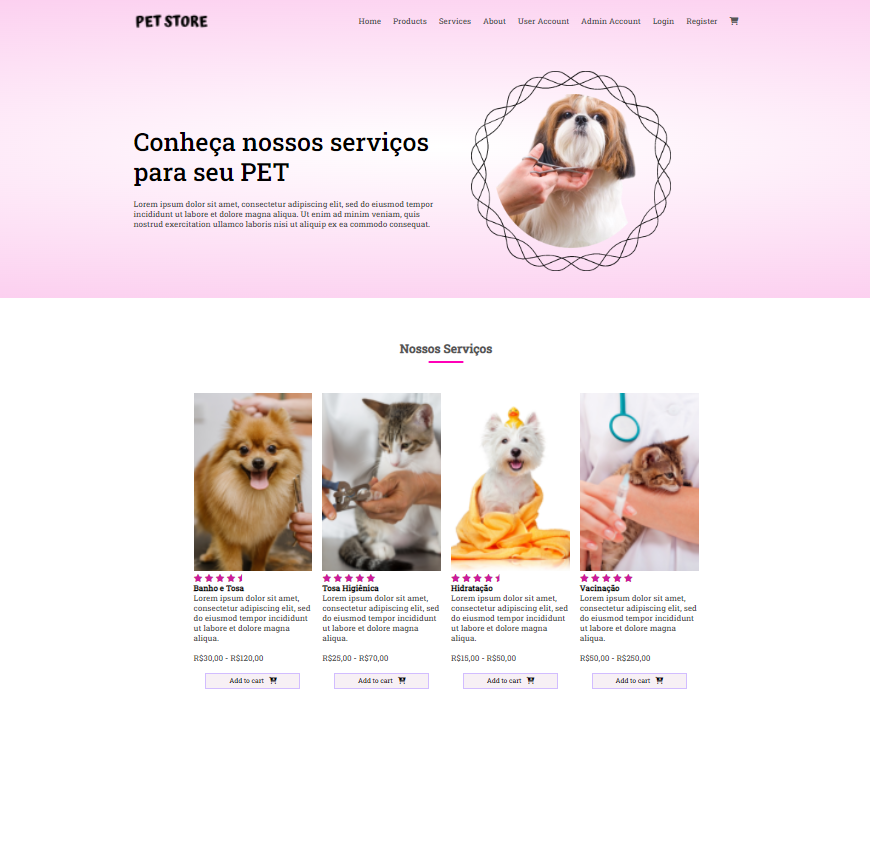 PET STORE
Home Products Services About User Account Admin Account Login Register
Conheça nossos serviços
para seu PET
Lorem ipsum dolor sit amet, consectetur adipiscing elit, sed do eiusmod tempor
incididunt ut labore et dolore magna aliqua. Ut enim ad minim veniam, quis
nostrud exercitation ullamco laboris nisi ut aliquip ex ea commodo consequat.
Nossos Serviços
Banho e Tosa
Lorem ipsum dolor sit amet,
consectetur adipiscing elit, sed
do eiusmod tempor incididunt
ut labore et dolore magna
aliqua.
R$30,00 - R$120,00
Add to cart
Tosa Higiênica
Lorem ipsum dolor sit amet,
consectetur adipiscing elit, sed
do eiusmod tempor incididunt
ut labore et dolore magna
aliqua.
R$25,00 - R$70,00
Add to cart
Hidratação
Lorem ipsum dolor sit amet,
consectetur adipiscing elit, sed
do eiusmod tempor incididunt
ut labore et dolore magna
aliqua.
R$15,00 - R$50,00
Add to cart
Vacinação
Lorem ipsum dolor sit amet,
consectetur adipiscing elit, sed
do eiusmod tempor incididunt
ut labore et dolore magna
aliqua.
R$50,00 - R$250,00
Add to cart